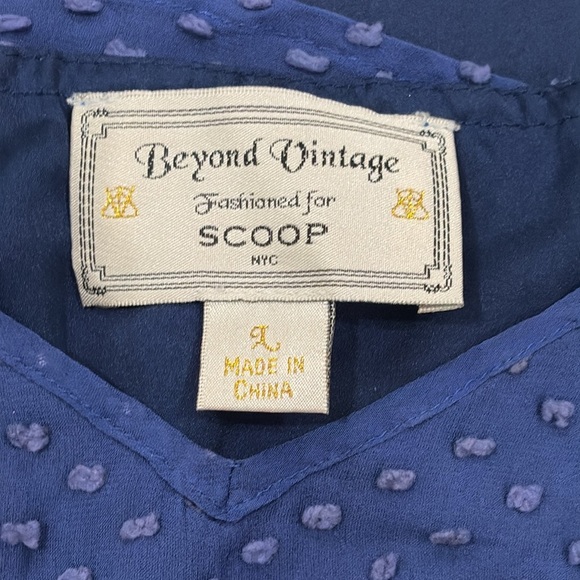 Beyond Vintage
Fashioned for
SCOOP
NYC
L
MADE IN
CHINA